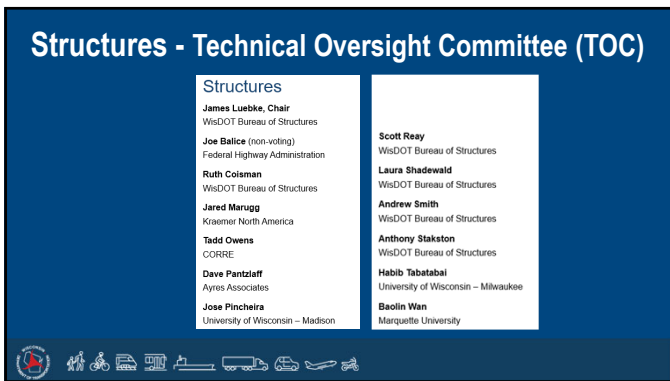 Structures - Technical Oversight Committee (TOC)
Structures
James Luebke, Chair
WisDOT Bureau of Structures
Joe Balice (non-voting)
Federal Highway Administration
Ruth Coisman
WisDOT Bureau of Structures
Jared Marugg
Kraemer North America
Tadd Owens
CORRE
Dave Pantzlaff
Ayres Associates
Jose Pincheira
University of Wisconsin – Madison
Scott Reay
WisDOT Bureau of Structures
Laura Shadewald
WisDOT Bureau of Structures
Andrew Smith
WisDOT Bureau of Structures
Anthony Stakston
WisDOT Bureau of Structures
Habib Tabatabai
University of Wisconsin – Milwaukee
Baolin Wan
Marquette University
WISCONSIN